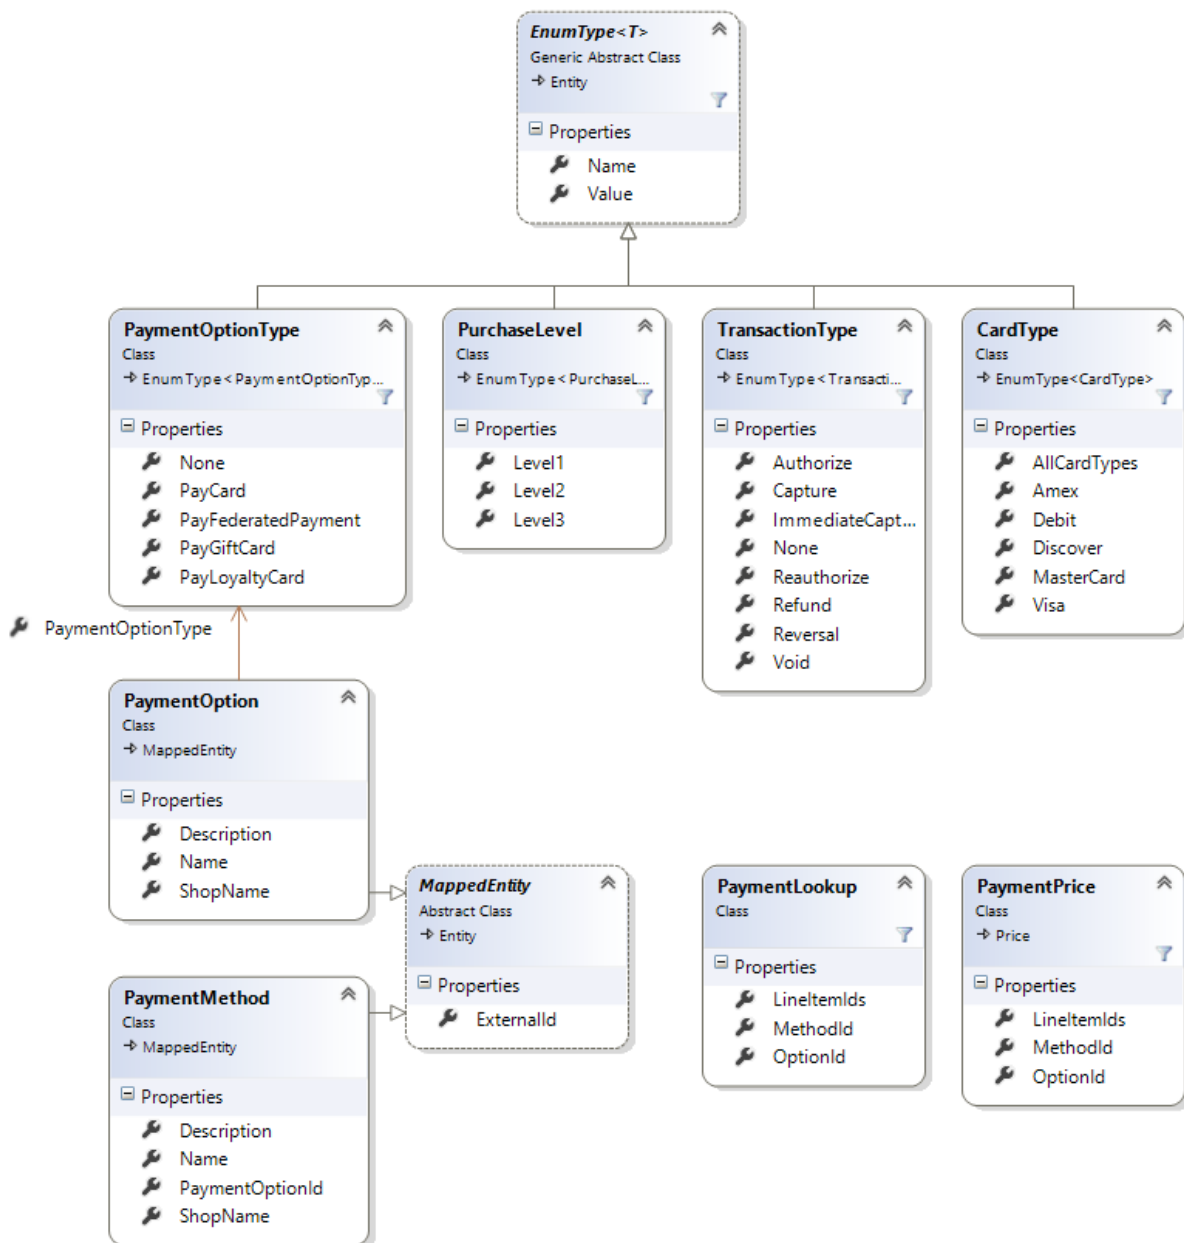 EnumType<T>
Generic Abstract Class
Entity
Properties
Name
Value
PaymentOptionType
Class
EnumType<PaymentOptionTyp...
Properties
None
PayCard
PayFederatedPayment
PayGiftCard
PayLoyaltyCard
PurchaseLevel
Class
EnumType<PurchaseL...
Properties
Level1
Level2
Level3
TransactionType
Class
EnumType<Transacti...
Properties
Authorize
Capture
ImmediateCapt...
None
Reauthorize
Refund
Reversal
Void
CardType
Class
EnumType<CardType>
Properties
AllCardTypes
Amex
Debit
Discover
MasterCard
Visa
PaymentOptionType
PaymentOption
Class
MappedEntity
Properties
Description
Name
ShopName
MappedEntity
Abstract Class
Entity
Properties
ExternalId
PaymentLookup
Class
Properties
LineItemIds
MethodId
OptionId
PaymentPrice
Class
Price
Properties
LineItemIds
MethodId
OptionId
PaymentMethod
Class
MappedEntity
Properties
Description
Name
PaymentOptionId
ShopName